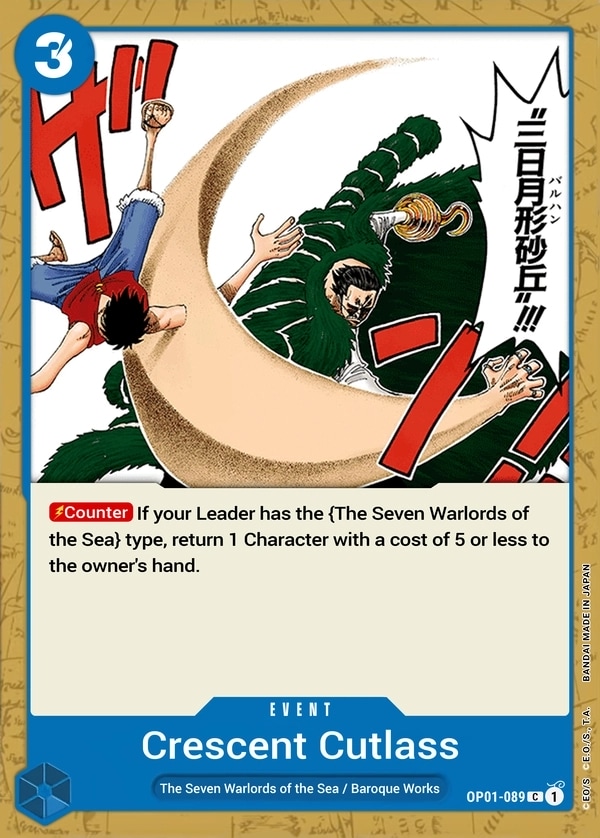 3
"三日月形砂丘"!!!
バルハン
ド!!
⚡Counter If your Leader has the {The Seven Warlords of
the Sea} type, return 1 Character with a cost of 5 or less to
the owner's hand.
EVENT
Crescent Cutlass
The Seven Warlords of the Sea / Baroque Works
OP01-089 C 1
©E.O/S. ©E.O./S., T.A. BANDAI MADE IN JAPAN